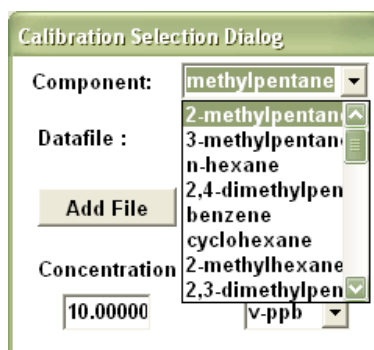 Calibration Selection Dialog
Component: methylpentane
2-methylpentan
3-methylpentan
Datafile :
n-hexane
2,4-dimethylpen
Add File
benzene
cyclohexane
Concentration
2-methylhexane
2,3-dimethylpen
10.00000
v-ppb